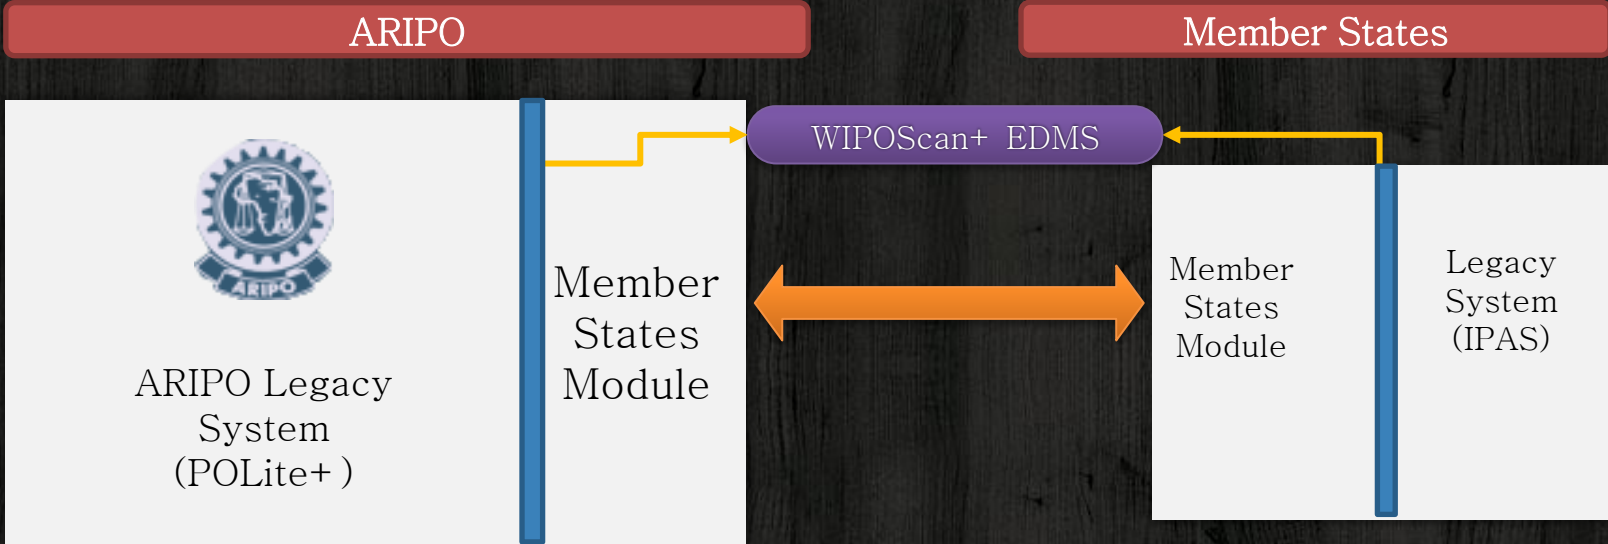 ARIPO
Member States
WIPOScan+ EDMS
ARIPO
ARIPO Legacy
System
(POLite+ )
Member
States
Module
Member
States
Module
Legacy
System
(IPAS)